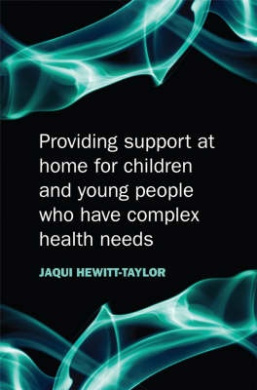 Providing support at
home for children
and young people
who have complex
health needs
JAQUI HEWITT-TAYLOR